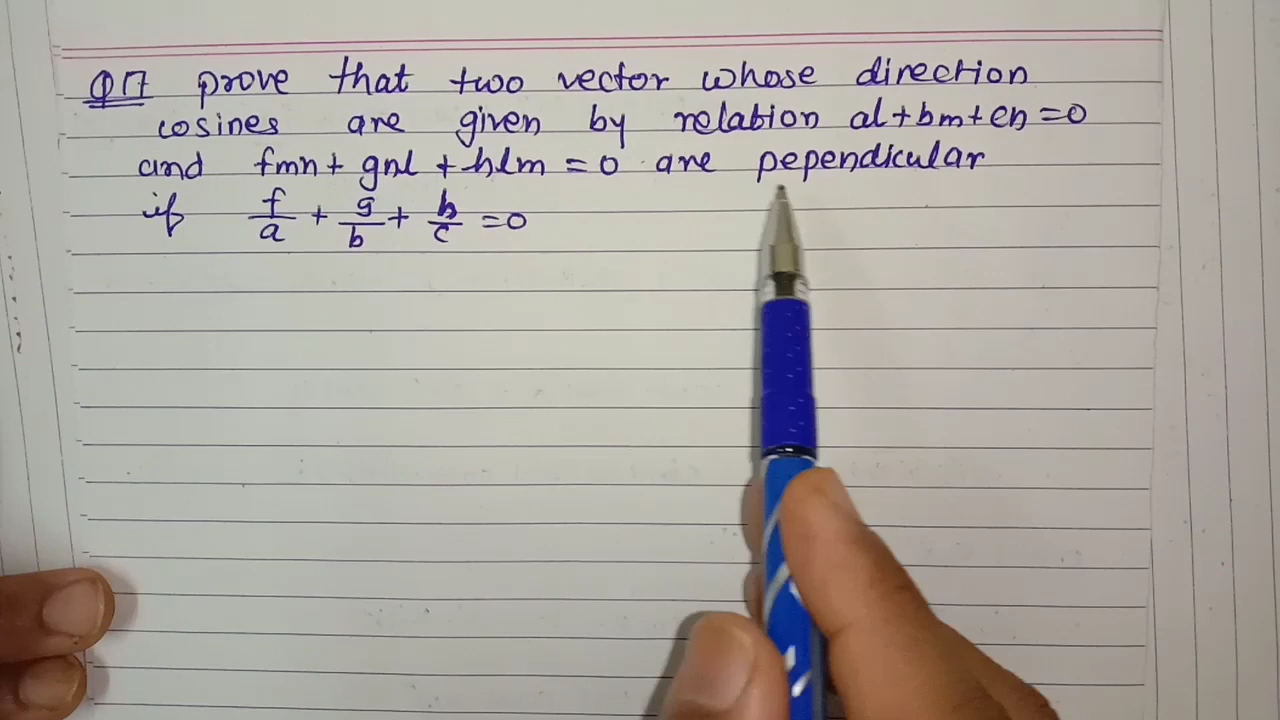 Q17 prove that two vector whose direction
cosines are given by relation al+bm+cn=0
and fmn + gnl + hlm = 0 are pependicular
if f/a + g/b + h/c = 0